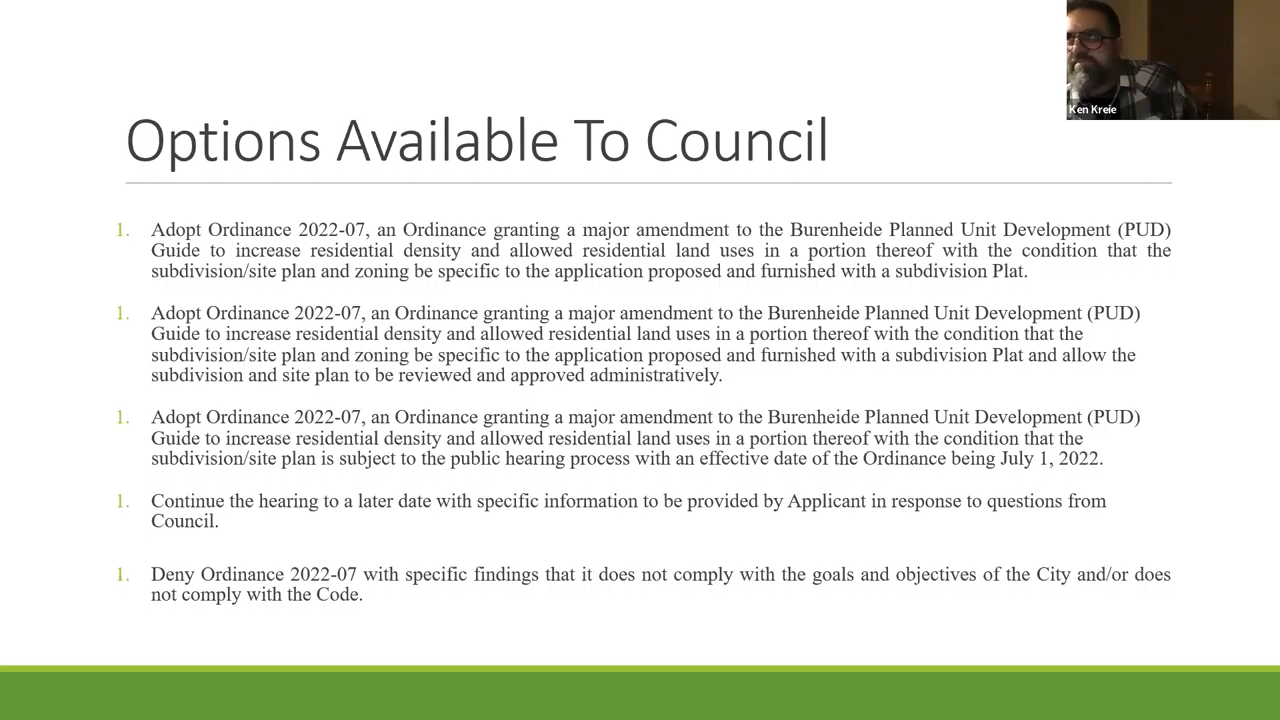 Ken Kreie
Options Available To Council
1. Adopt Ordinance 2022-07, an Ordinance granting a major amendment to the Burenheide Planned Unit Development (PUD)
Guide to increase residential density and allowed residential land uses in a portion thereof with the condition that the
subdivision/site plan and zoning be specific to the application proposed and furnished with a subdivision Plat.
1. Adopt Ordinance 2022-07, an Ordinance granting a major amendment to the Burenheide Planned Unit Development (PUD)
Guide to increase residential density and allowed residential land uses in a portion thereof with the condition that the
subdivision/site plan and zoning be specific to the application proposed and furnished with a subdivision Plat and allow the
subdivision and site plan to be reviewed and approved administratively.
1. Adopt Ordinance 2022-07, an Ordinance granting a major amendment to the Burenheide Planned Unit Development (PUD)
Guide to increase residential density and allowed residential land uses in a portion thereof with the condition that the
subdivision/site plan is subject to the public hearing process with an effective date of the Ordinance being July 1, 2022.
1. Continue the hearing to a later date with specific information to be provided by Applicant in response to questions from
Council.
1. Deny Ordinance 2022-07 with specific findings that it does not comply with the goals and objectives of the City and/or does
not comply with the Code.